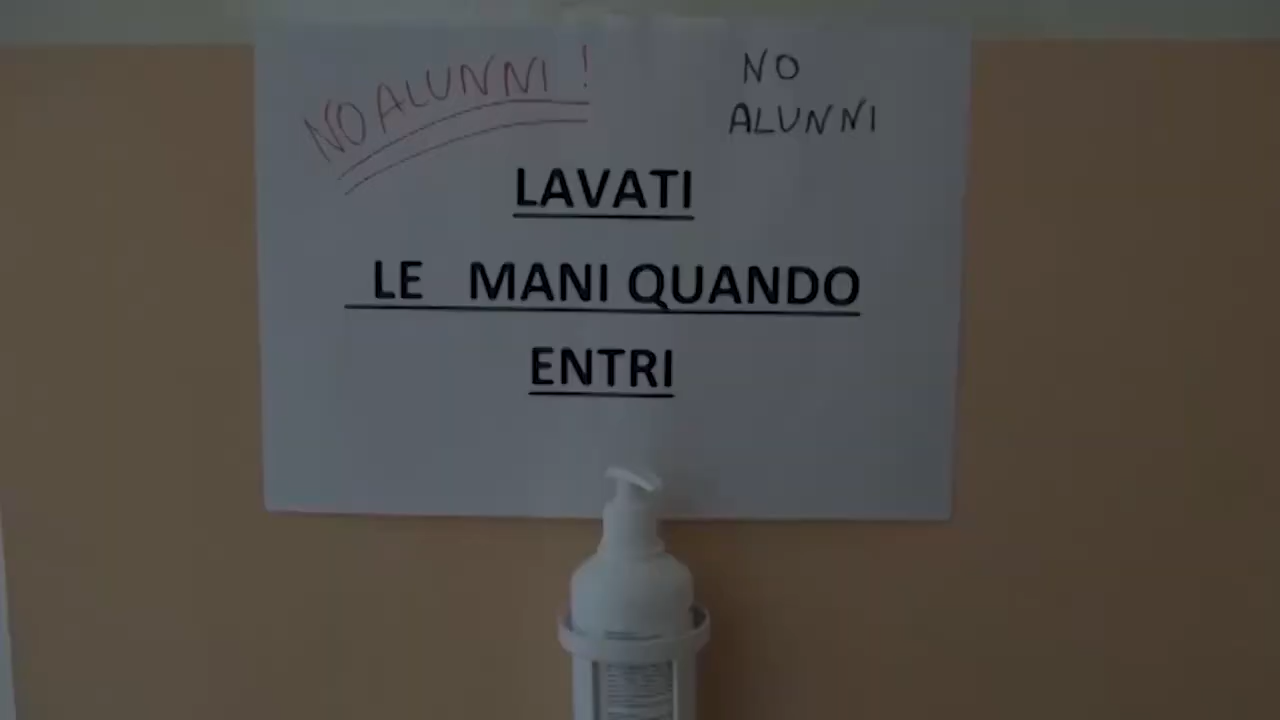 NO ALUNNI !
NO
ALUNNI
LAVATI
LE MANI QUANDO
ENTRI